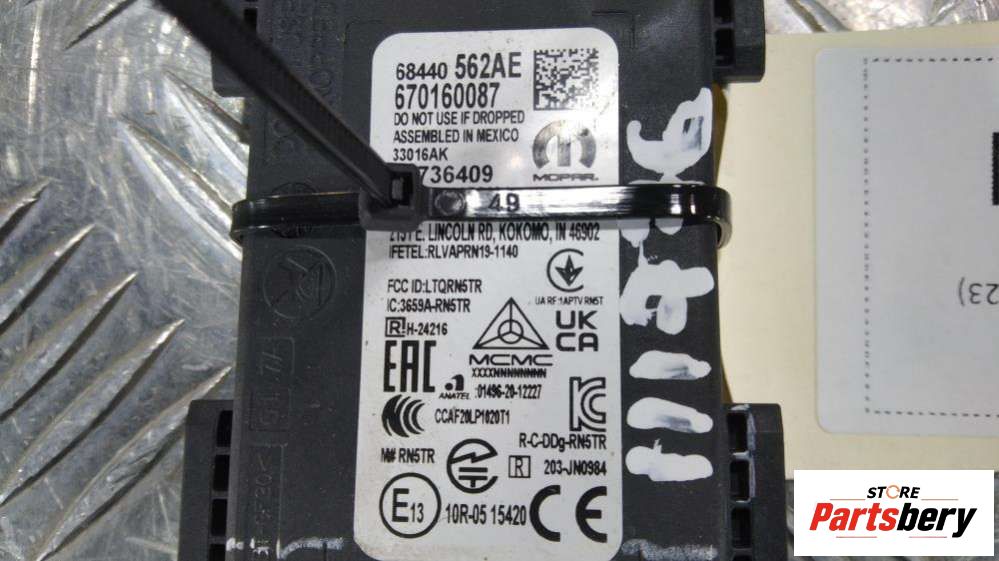 68440 562AE
670160087
DO NOT USE IF DROPPED
ASSEMBLED IN MEXICO
33016AK
736409
MOPAR
49
2151 E. LINCOLN RD, KOKOMO, IN 46902
IFETEL:RLVAPRN19-1140
FCC ID:LTQRN5TR
IC:3659A-RN5TR
UA RF:1APTV RN5T
R H-24216
UK
CA
EAC
MCMC
XXXXNNNNNNNN
ANATEL :01496-20-12227
CCAF20LP1020T1
R-C-DDg-RN5TR
M# RN5TR
R 203-JN0984
E13
10R-05 15420
CE
23)
STORE
Partsbery